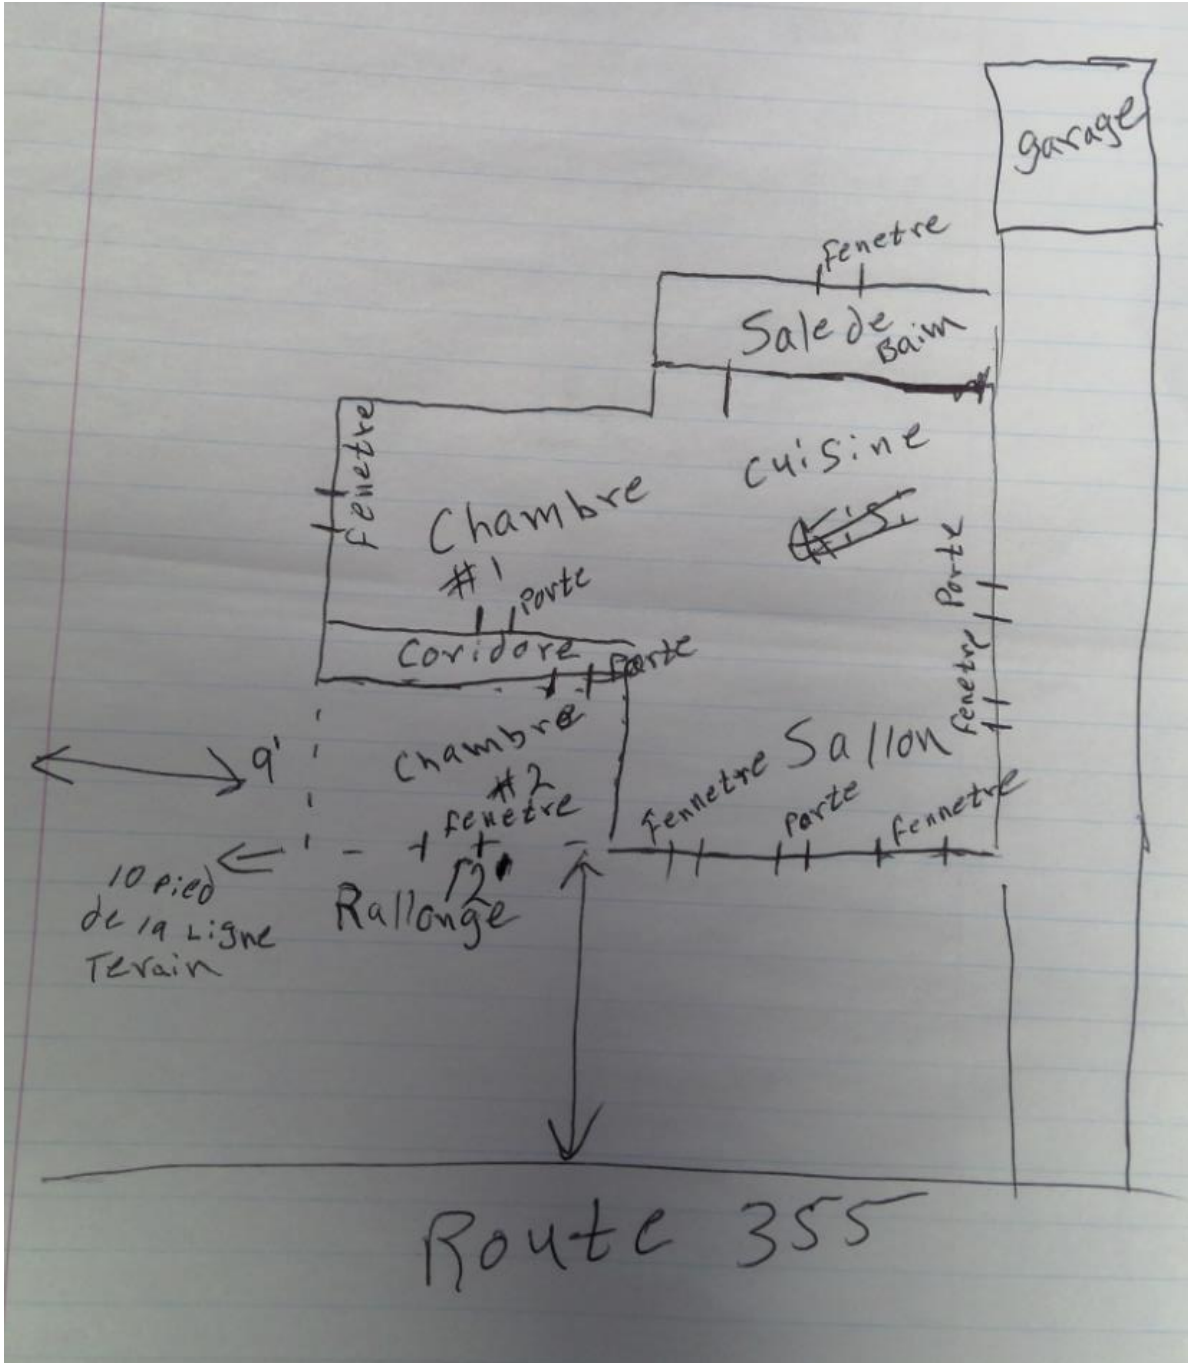 garage
Fenetre
Sale de
Baim
Fenetre
Cuisine
Chambre
#1
Porte
Porte
Coridore
Porte
Fenetre
Chambre
#2
Fenetre
9'
Sallon
Fennetre
Porte
Fennetre
12'
Rallonge
10 Pied
de la Ligne
Terain
Route 355